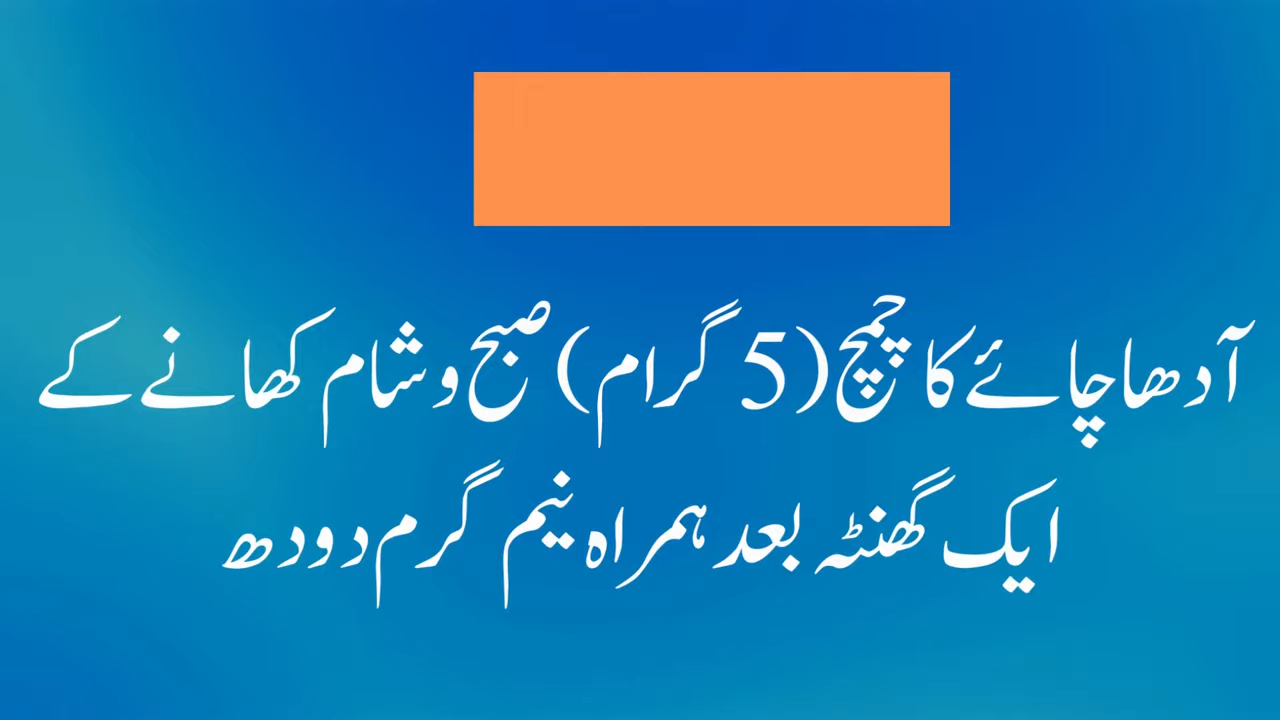 آدھا چائے کا چمچ (5 گرام) صبح و شام کھانے کے
ایک گھنٹہ بعد ہمراہ نیم گرم دودھ